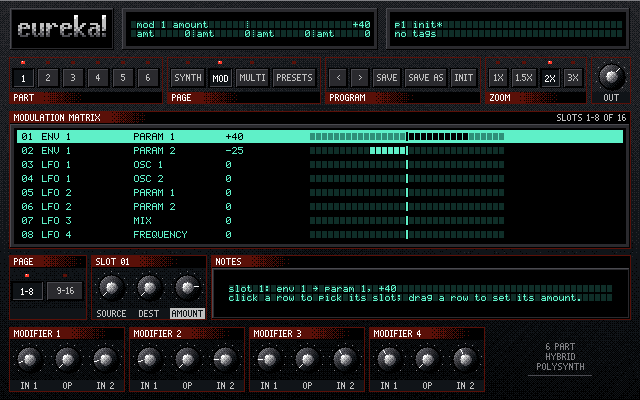 eureka!
mod 1 amount +40
amt 0 amt 0 amt 0 amt 0
p1 init*
no tags
1 2 3 4 5 6
PART
SYNTH MOD MULTI PRESETS
PAGE
< > SAVE SAVE AS INIT
PROGRAM
1X 1.5X 2X 3X
ZOOM
OUT
MODULATION MATRIX SLOTS 1-8 OF 16
01 ENV 1 PARAM 1 +40
02 ENV 1 PARAM 2 -25
03 LFO 1 OSC 1 0
04 LFO 1 OSC 2 0
05 LFO 2 PARAM 1 0
06 LFO 2 PARAM 2 0
07 LFO 3 MIX 0
08 LFO 4 FREQUENCY 0
PAGE
1-8 9-16
SLOT 01
SOURCE DEST AMOUNT
NOTES
slot 1: env 1 → param 1, +40
click a row to pick its slot; drag a row to set its amount.
MODIFIER 1
IN 1 OP IN 2
MODIFIER 2
IN 1 OP IN 2
MODIFIER 3
IN 1 OP IN 2
MODIFIER 4
IN 1 OP IN 2
6 PART
HYBRID
POLYSYNTH